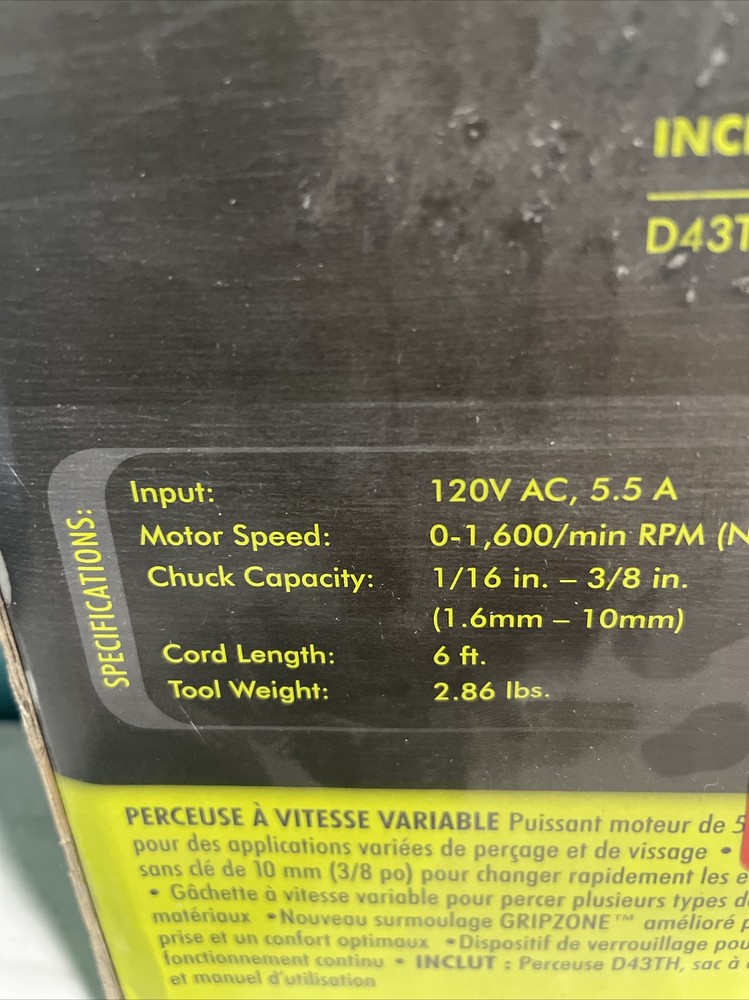 INCL
D43T
SPECIFICATIONS:
Input: 120V AC, 5.5 A
Motor Speed: 0-1,600/min RPM (N
Chuck Capacity: 1/16 in. – 3/8 in.
(1.6mm – 10mm)
Cord Length: 6 ft.
Tool Weight: 2.86 lbs.
PERCEUSE À VITESSE VARIABLE Puissant moteur de 5
pour des applications variées de perçage et de vissage •
sans clé de 10 mm (3/8 po) pour changer rapidement les e
• Gâchette à vitesse variable pour percer plusieurs types d
matériaux •Nouveau surmoulage GRIPZONE™ amélioré p
prise et un confort optimaux •Dispositif de verrouillage pou
fonctionnement continu • INCLUT : Perceuse D43TH, sac à
et manuel d'utilisation